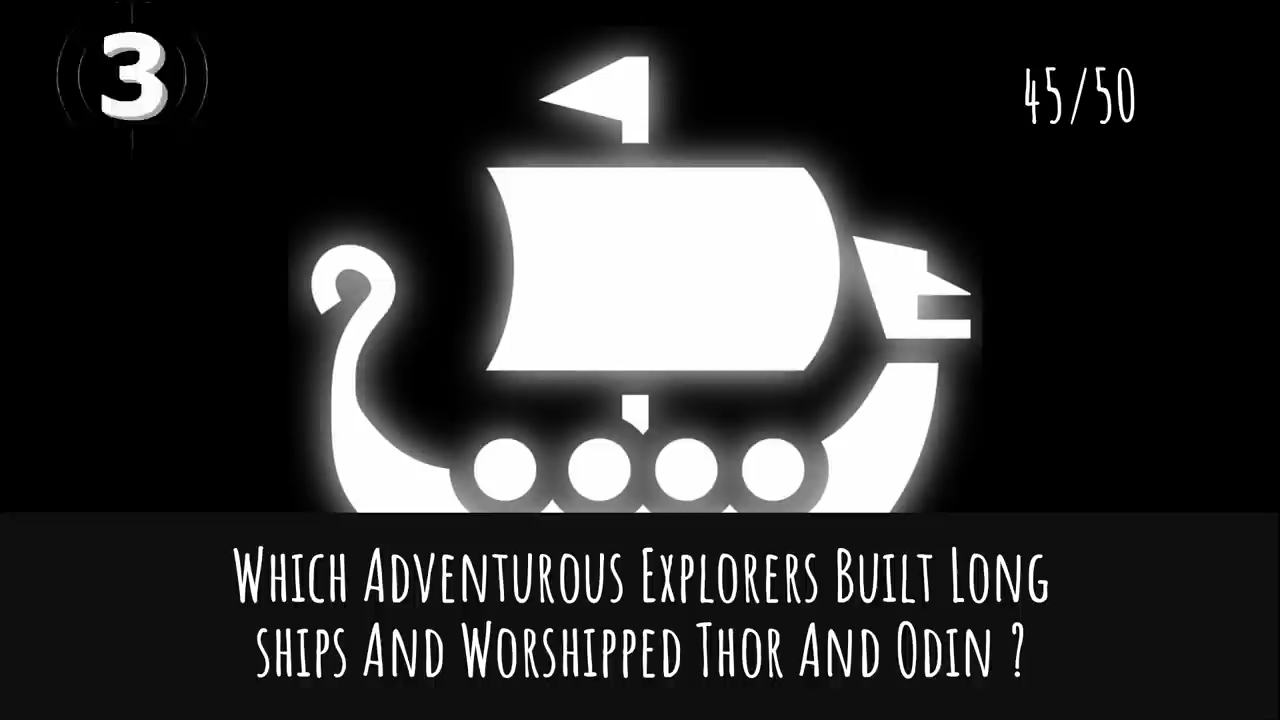 3
45/50
Which Adventurous Explorers Built Long
ships And Worshipped Thor And Odin ?